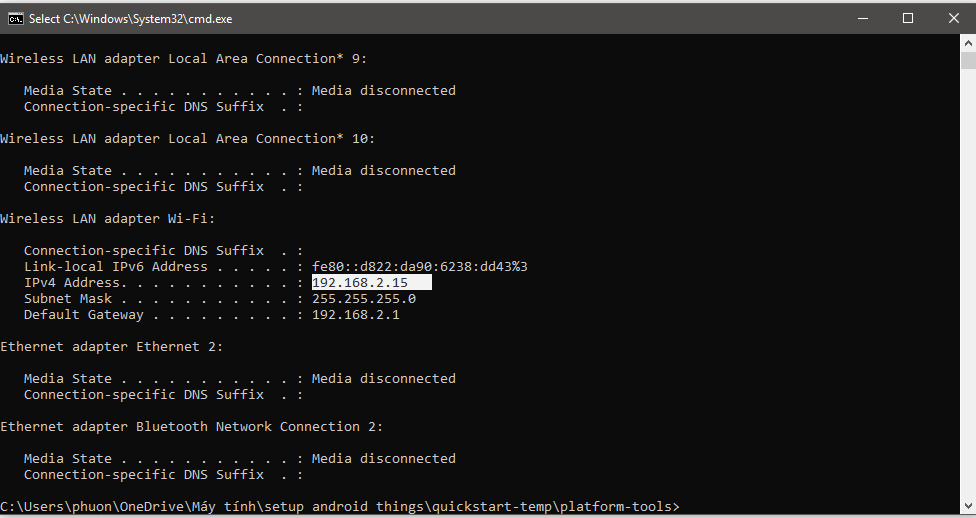 Select C:\Windows\System32\cmd.exe
Wireless LAN adapter Local Area Connection* 9:
Media State . . . . . . . . . . . : Media disconnected
Connection-specific DNS Suffix  . :
Wireless LAN adapter Local Area Connection* 10:
Media State . . . . . . . . . . . : Media disconnected
Connection-specific DNS Suffix  . :
Wireless LAN adapter Wi-Fi:
Connection-specific DNS Suffix  . :
Link-local IPv6 Address . . . . . : fe80::d822:da90:6238:dd43%3
IPv4 Address. . . . . . . . . . . : 192.168.2.15
Subnet Mask . . . . . . . . . . . : 255.255.255.0
Default Gateway . . . . . . . . . : 192.168.2.1
Ethernet adapter Ethernet 2:
Media State . . . . . . . . . . . : Media disconnected
Connection-specific DNS Suffix  . :
Ethernet adapter Bluetooth Network Connection 2:
Media State . . . . . . . . . . . : Media disconnected
Connection-specific DNS Suffix  . :
C:\Users\phuon\OneDrive\Máy tính\setup android things\quickstart-temp\platform-tools>